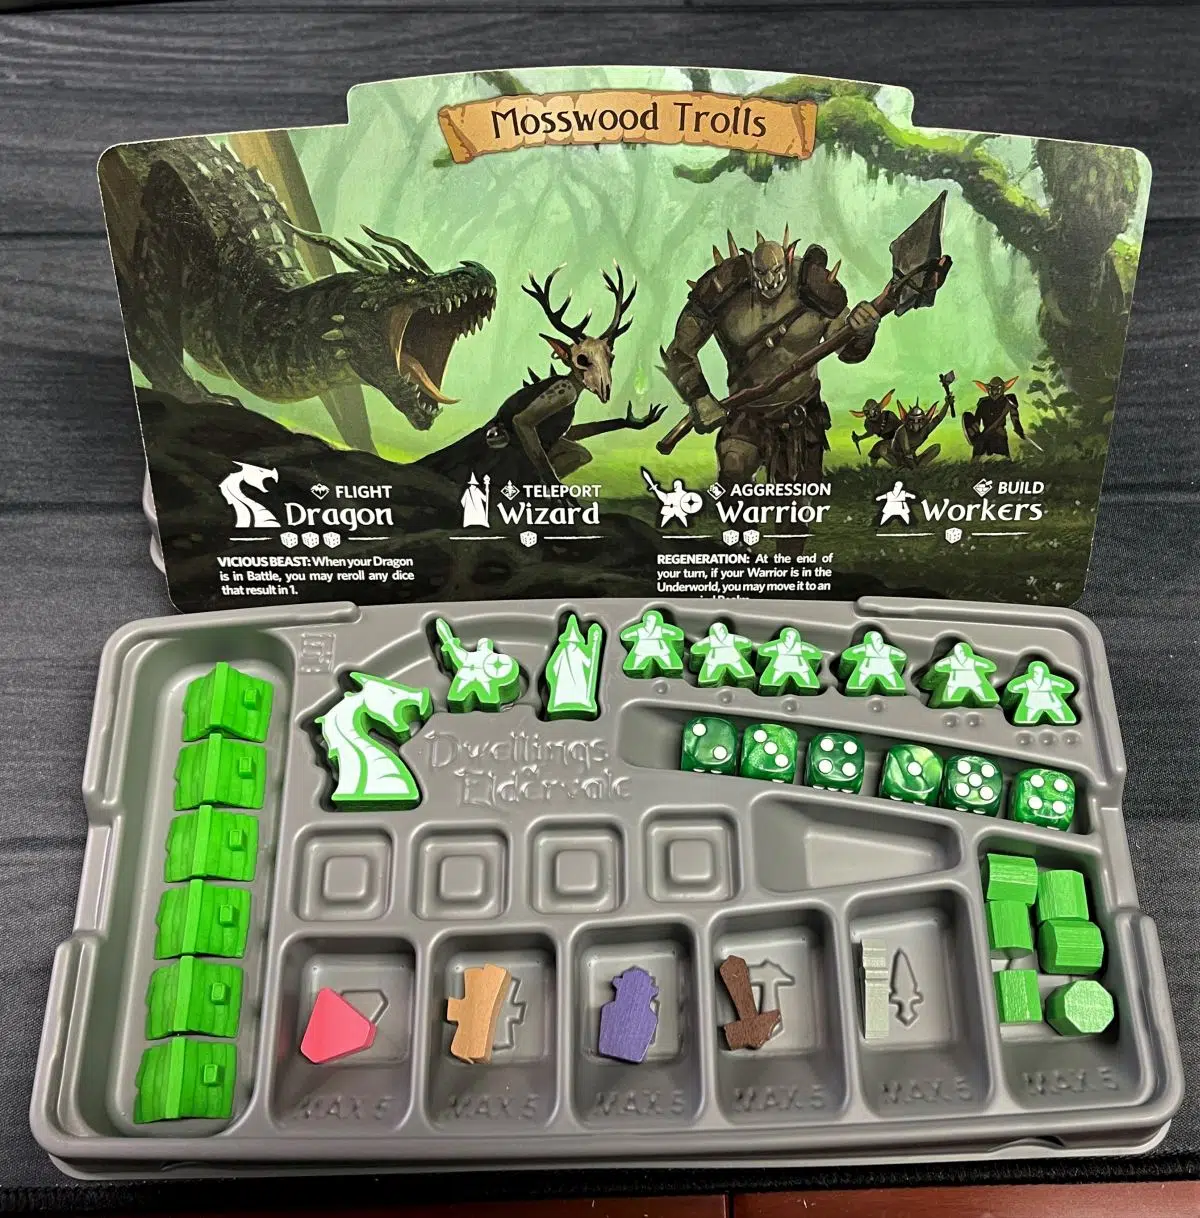 Mosswood Trolls
FLIGHT
Dragon
TELEPORT
Wizard
AGGRESSION
Warrior
BUILD
Workers
VICIOUS BEAST: When your Dragon
is in Battle, you may reroll any dice
that result in 1.
REGENERATION: At the end of
your turn, if your Warrior is in the
Underworld, you may move it to an
Realm
Dwellings
of
Eldervale
MAX 5
MAX 5
MAX 5
MAX 5
MAX 5
MAX 5